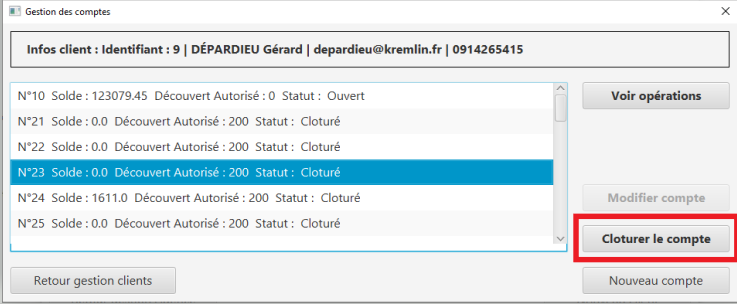 Gestion des comptes
Infos client : Identifiant : 9 | DÉPARDIEU Gérard | depardieu@kremlin.fr | 0914265415
N°10 Solde : 123079.45 Découvert Autorisé : 0 Statut : Ouvert
N°21 Solde : 0.0 Découvert Autorisé : 200 Statut : Cloturé
N°22 Solde : 0.0 Découvert Autorisé : 200 Statut : Cloturé
N°23 Solde : 0.0 Découvert Autorisé : 200 Statut : Cloturé
N°24 Solde : 1611.0 Découvert Autorisé : 200 Statut : Cloturé
N°25 Solde : 0.0 Découvert Autorisé : 200 Statut : Cloturé
Voir opérations
Modifier compte
Cloturer le compte
Retour gestion clients
Nouveau compte